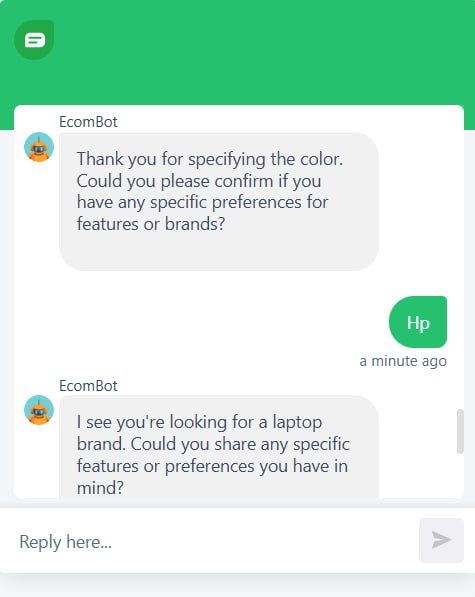 EcomBot
Thank you for specifying the color.
Could you please confirm if you
have any specific preferences for
features or brands?
Hp
a minute ago
EcomBot
I see you're looking for a laptop
brand. Could you share any specific
features or preferences you have in
mind?
Reply here...